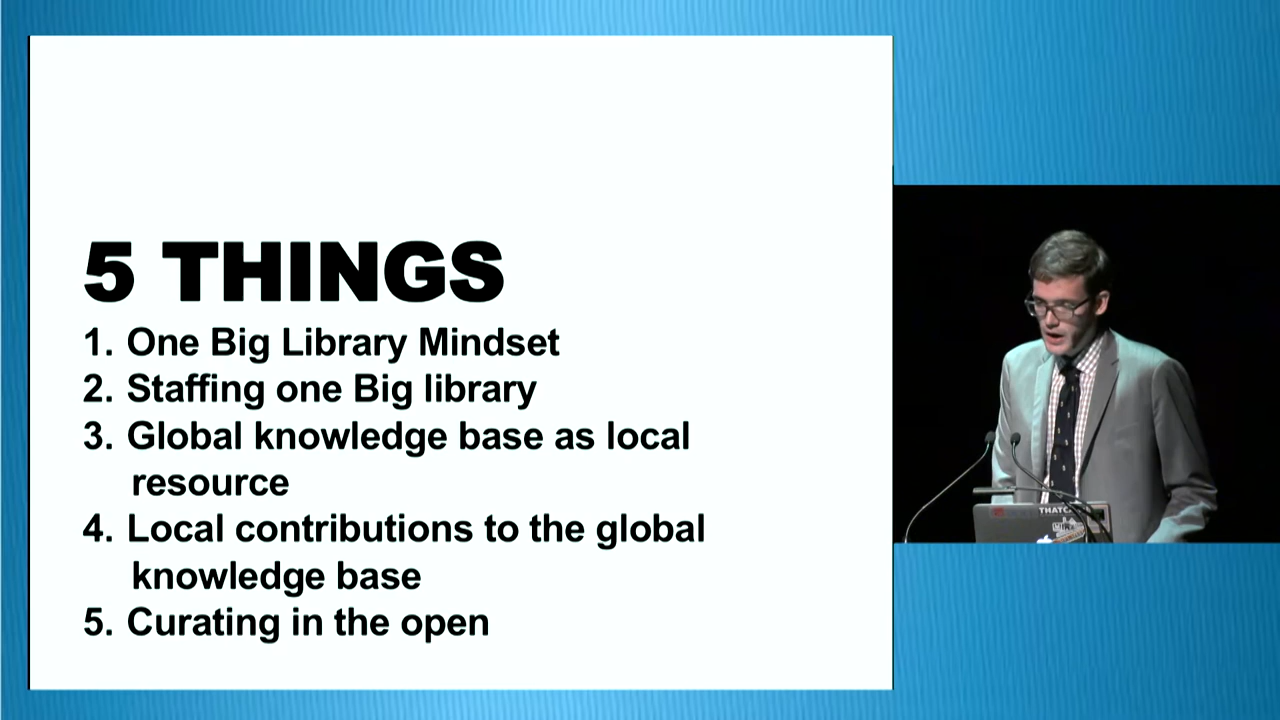 5 THINGS
1. One Big Library Mindset
2. Staffing one Big library
3. Global knowledge base as local
resource
4. Local contributions to the global
knowledge base
5. Curating in the open
THATC